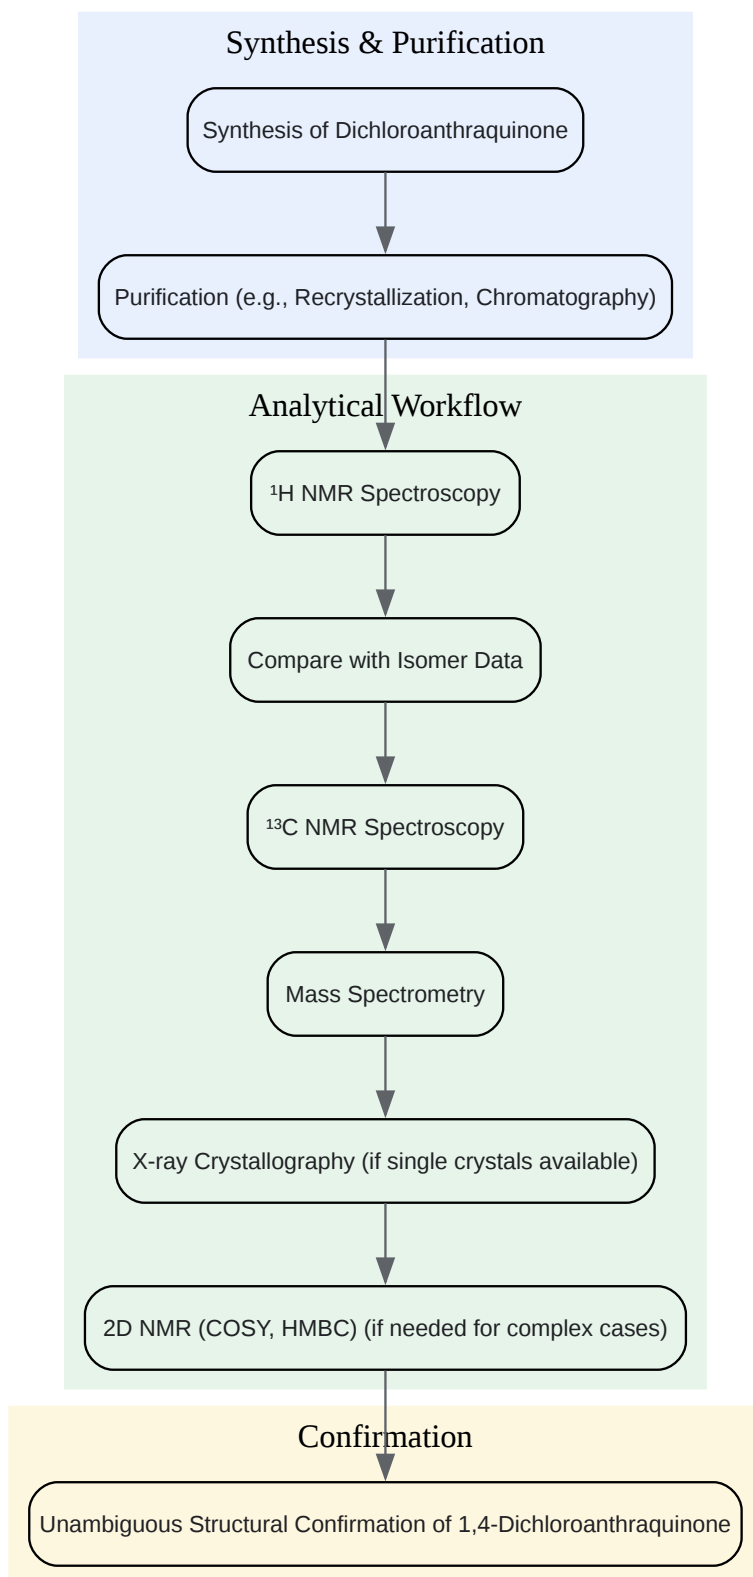 Synthesis & Purification
Synthesis of Dichloroanthraquinone
Purification (e.g., Recrystallization, Chromatography)
Analytical Workflow
¹H NMR Spectroscopy
Compare with Isomer Data
¹³C NMR Spectroscopy
Mass Spectrometry
X-ray Crystallography (if single crystals available)
2D NMR (COSY, HMBC) (if needed for complex cases)
Confirmation
Unambiguous Structural Confirmation of 1,4-Dichloroanthraquinone